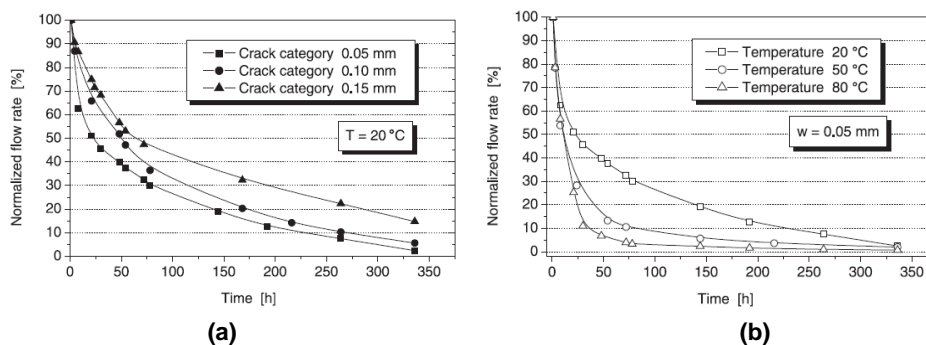 Normalized flow rate [%]
100
90
80
70
60
50
40
30
20
10
0
Crack category 0.05 mm
Crack category 0.10 mm
Crack category 0.15 mm
T = 20 °C
0 50 100 150 200 250 300 350
Time [h]
(a)
Normalized flow rate [%]
100
90
80
70
60
50
40
30
20
10
0
Temperature 20 °C
Temperature 50 °C
Temperature 80°C
w = 0.05 mm
0 50 100 150 200 250 300 350
Time [h]
(b)